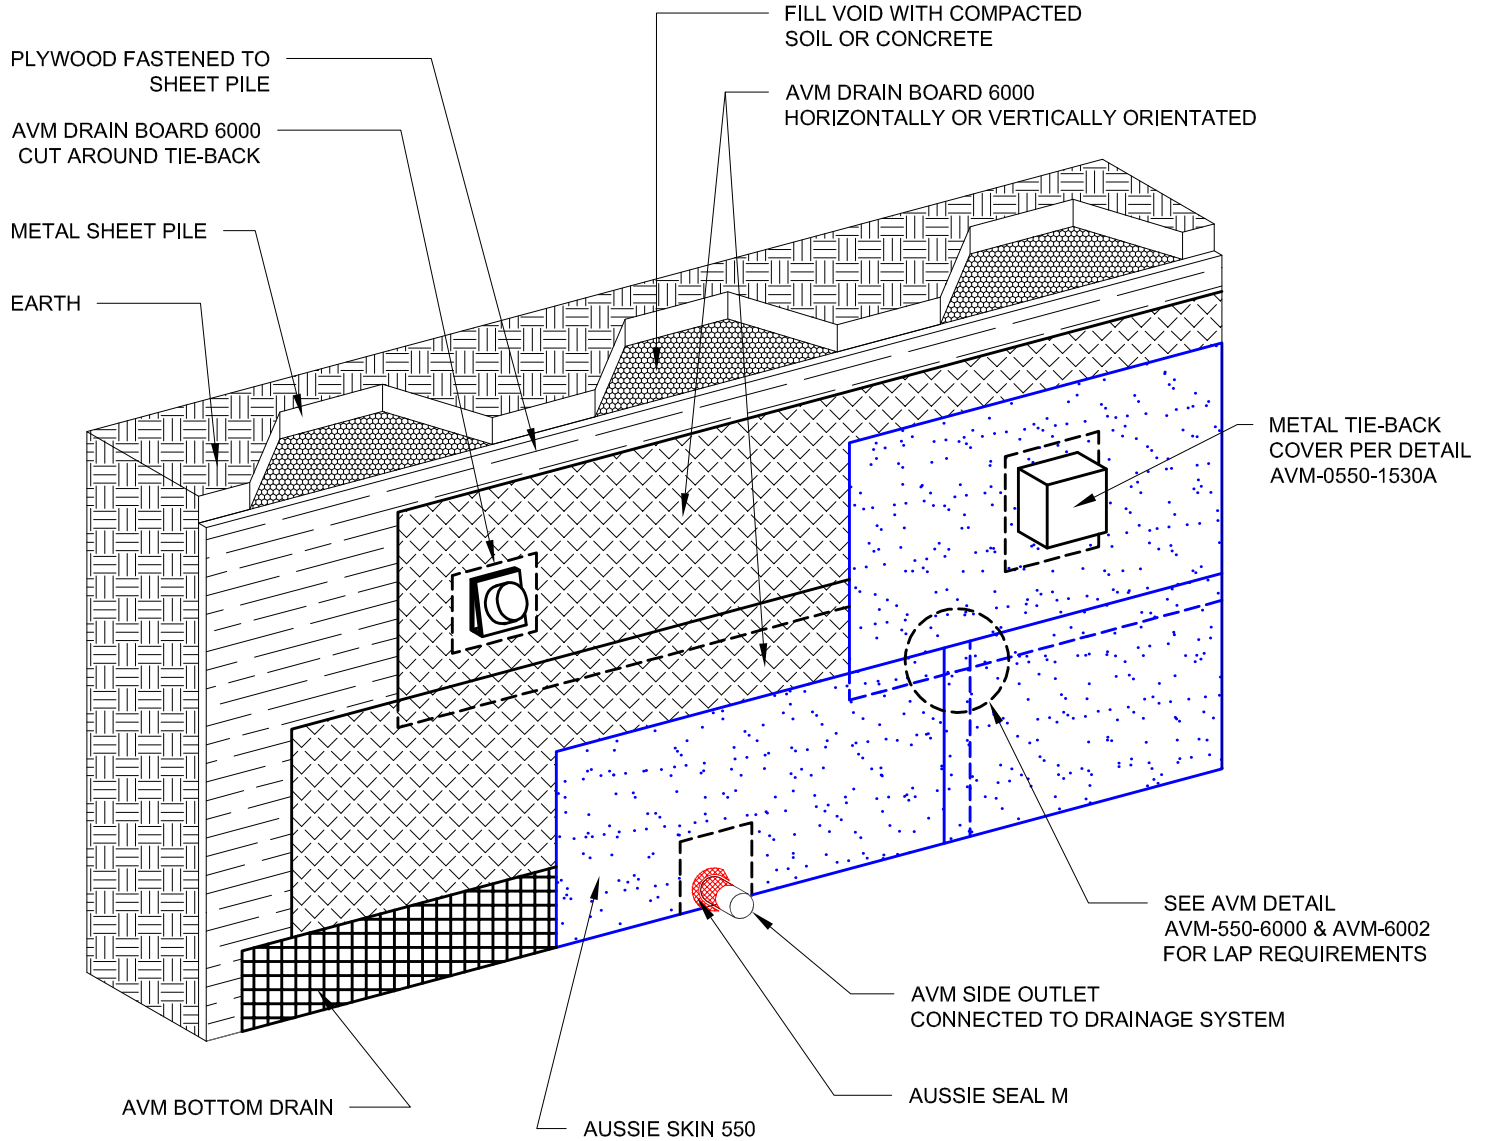 FILL VOID WITH COMPACTED
SOIL OR CONCRETE
PLYWOOD FASTENED TO
SHEET PILE
AVM DRAIN BOARD 6000
HORIZONTALLY OR VERTICALLY ORIENTATED
AVM DRAIN BOARD 6000
CUT AROUND TIE-BACK
METAL SHEET PILE
EARTH
METAL TIE-BACK
COVER PER DETAIL
AVM-0550-1530A
SEE AVM DETAIL
AVM-550-6000 & AVM-6002
FOR LAP REQUIREMENTS
AVM SIDE OUTLET
CONNECTED TO DRAINAGE SYSTEM
AUSSIE SEAL M
AVM BOTTOM DRAIN
AUSSIE SKIN 550